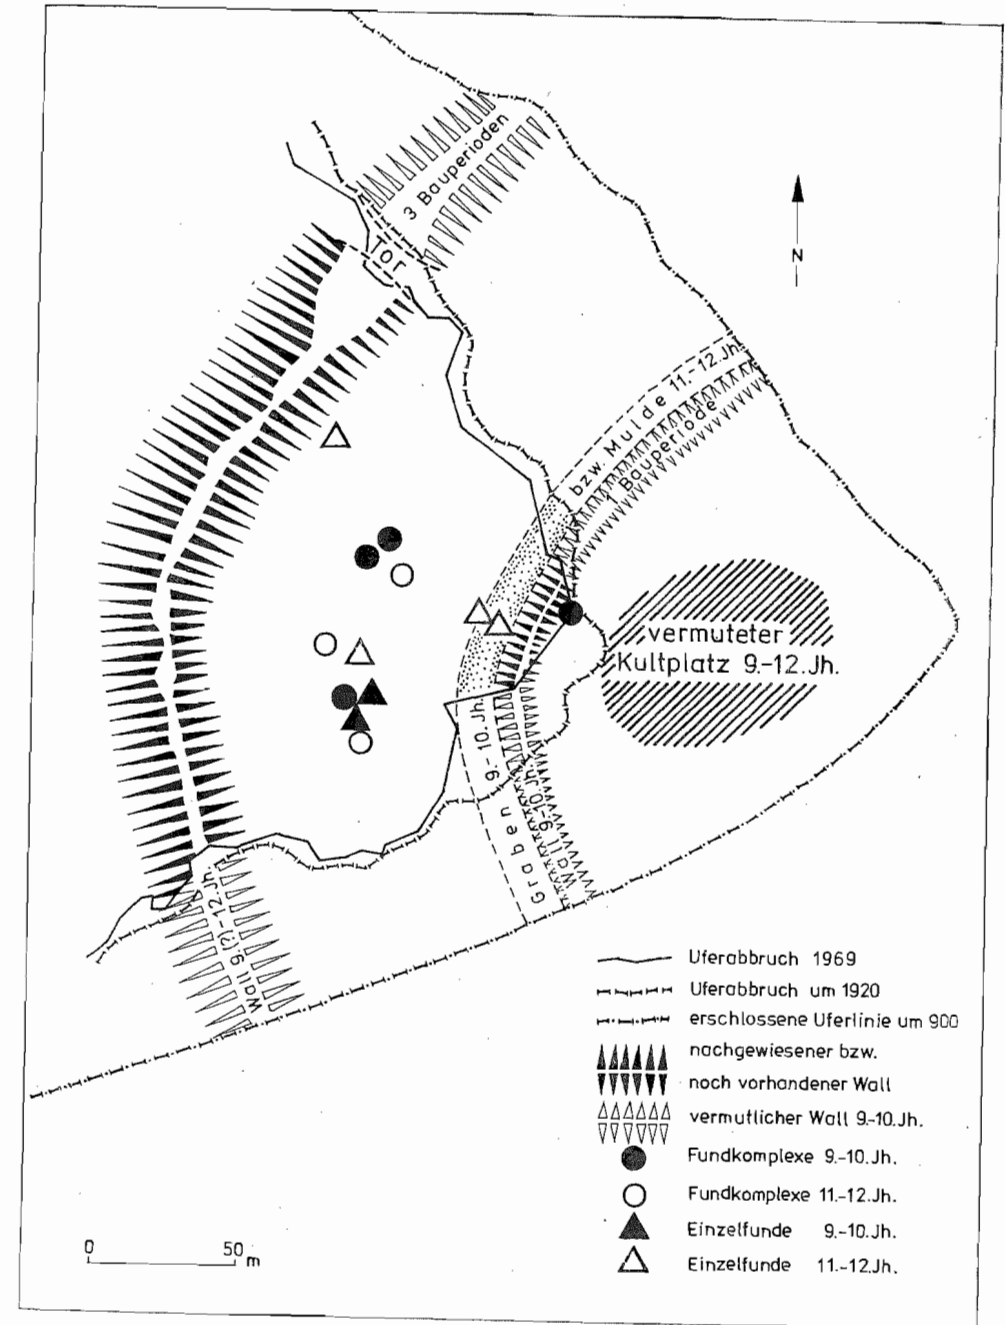 3 Bauperioden
Tor
N
bzw. Mulde 11.-12.Jh.
1 Bauperiode
vermuteter
Kultplatz 9.-12.Jh.
Graben 9.-10.Jh.
Wall 9.-10.Jh.
Wall 9.(?)-12.Jh.
Uferabbruch 1969
Uferabbruch um 1920
erschlossene Uferlinie um 900
nachgewiesener bzw.
noch vorhandener Wall
vermutlicher Wall 9.-10.Jh.
Fundkomplexe 9.-10.Jh.
Fundkomplexe 11.-12.Jh.
Einzelfunde 9.-10.Jh.
Einzelfunde 11.-12.Jh.
0 50 m